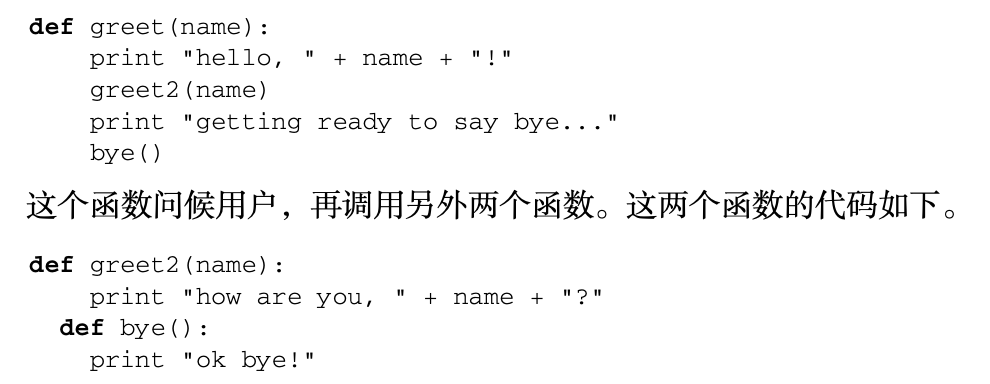 def greet(name):
    print "hello, " + name + "!"
    greet2(name)
    print "getting ready to say bye..."
    bye()
这个函数问候用户，再调用另外两个函数。这两个函数的代码如下。
def greet2(name):
    print "how are you, " + name + "?"
  def bye():
    print "ok bye!"